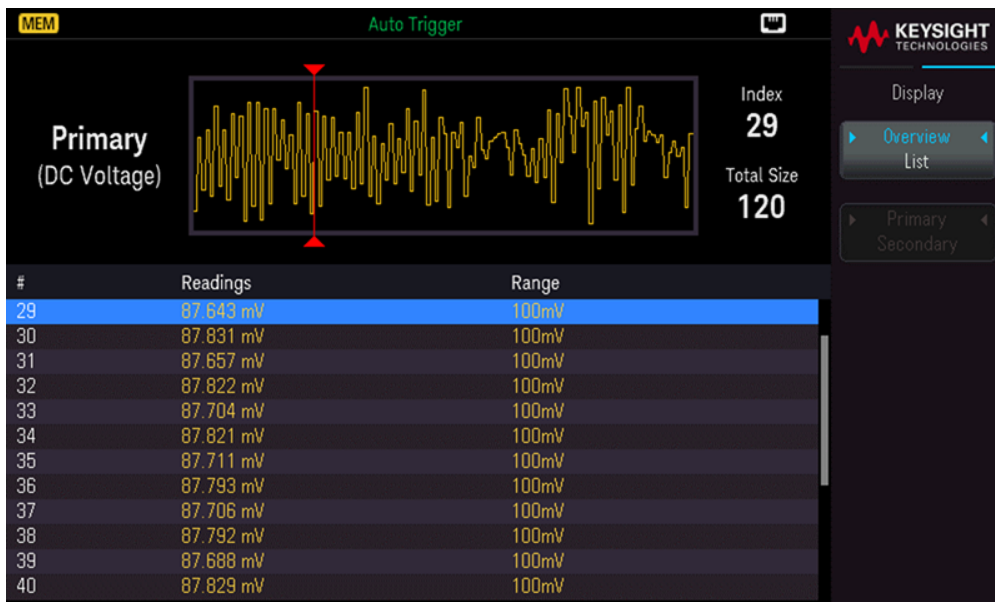 MEM
Auto Trigger
KEYSIGHT
TECHNOLOGIES
Display
Overview
List
Primary
Secondary
Primary
(DC Voltage)
Index
29
Total Size
120
# Readings Range
29 87.643 mV 100mV
30 87.831 mV 100mV
31 87.657 mV 100mV
32 87.822 mV 100mV
33 87.704 mV 100mV
34 87.821 mV 100mV
35 87.711 mV 100mV
36 87.793 mV 100mV
37 87.706 mV 100mV
38 87.792 mV 100mV
39 87.688 mV 100mV
40 87.829 mV 100mV